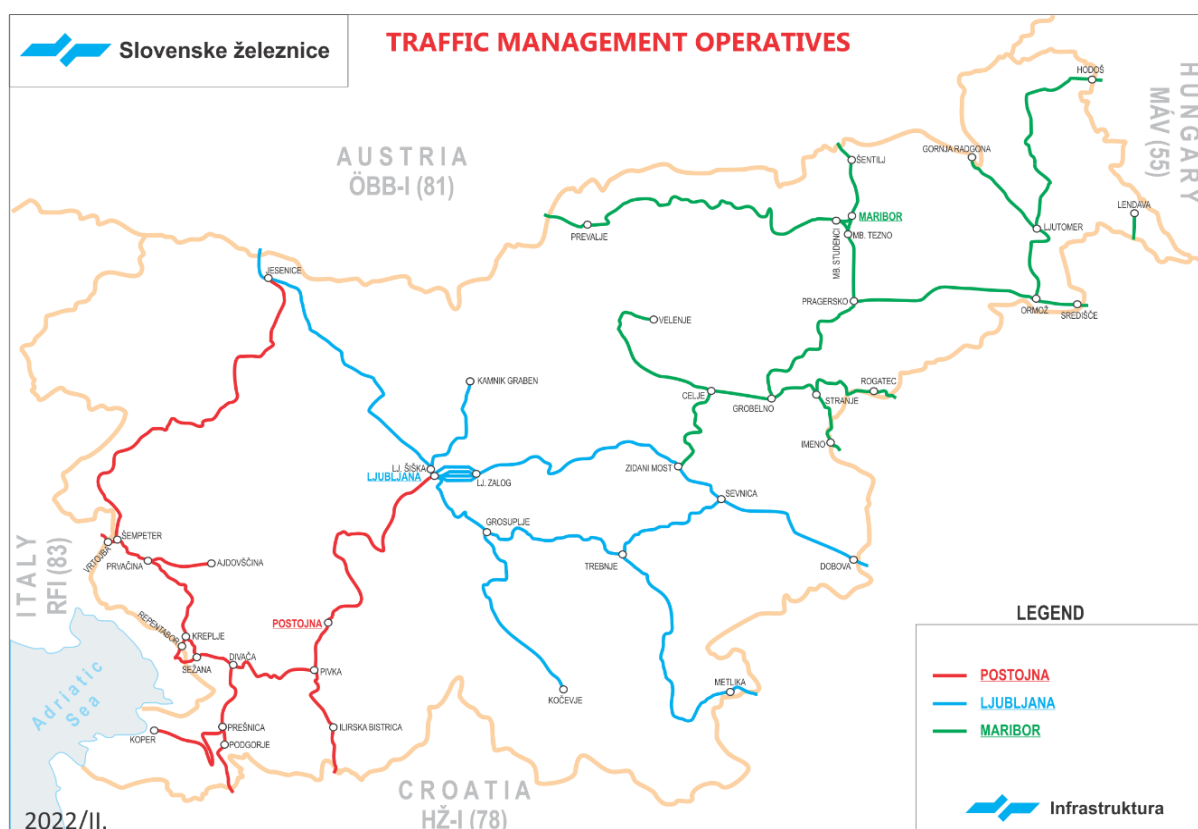 Slovenske železnice
TRAFFIC MANAGEMENT OPERATIVES
AUSTRIA
ÖBB-I (81)
HUNGARY
MÁV (55)
HODOŠ
GORNJA RADGONA
ŠENTILJ
LENDAVA
MARIBOR
PREVALJE
MB. STUDENCI
MB. TEZNO
LJUTOMER
JESENICE
PRAGERSKO
ORMOŽ
SREDIŠČE
VELENJE
KAMNIK GRABEN
CELJE
GROBELNO
STRANJE
ROGATEC
IMENO
LJ. ŠIŠKA
LJUBLJANA
LJ. ZALOG
ZIDANI MOST
SEVNICA
GROSUPLJE
TREBNJE
DOBOVA
ITALY
RFI (83)
VRTOJBA
ŠEMPETER
PRVAČINA
AJDOVŠČINA
POSTOJNA
REPENTABOR
KREPLJE
SEŽANA
DIVAČA
PIVKA
KOČEVJE
METLIKA
Adriatic
Sea
KOPER
PREŠNICA
PODGORJE
ILIRSKA BISTRICA
CROATIA
HŽ-I (78)
LEGEND
POSTOJNA
LJUBLJANA
MARIBOR
Infrastruktura
2022/II.